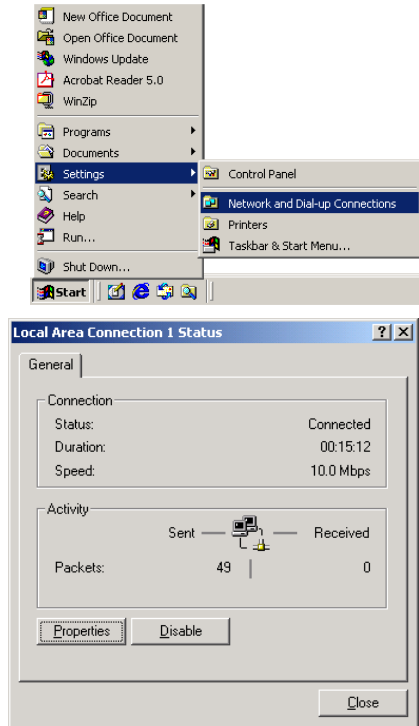 New Office Document
Open Office Document
Windows Update
Acrobat Reader 5.0
WinZip
Programs
Documents
Settings
Control Panel
Search
Network and Dial-up Connections
Help
Printers
Run...
Taskbar & Start Menu...
Shut Down...
Start
Local Area Connection 1 Status
General
Connection
Status: Connected
Duration: 00:15:12
Speed: 10.0 Mbps
Activity
Sent Received
Packets: 49 0
Properties Disable
Close